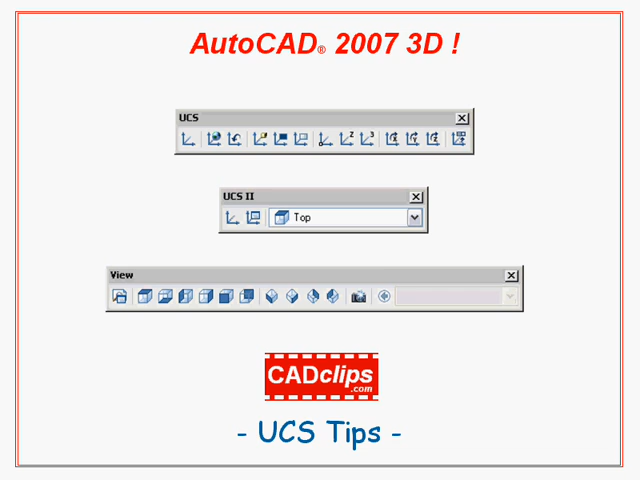 AutoCAD® 2007 3D !
UCS
UCS II
Top
View
CADclips
.com
- UCS Tips -